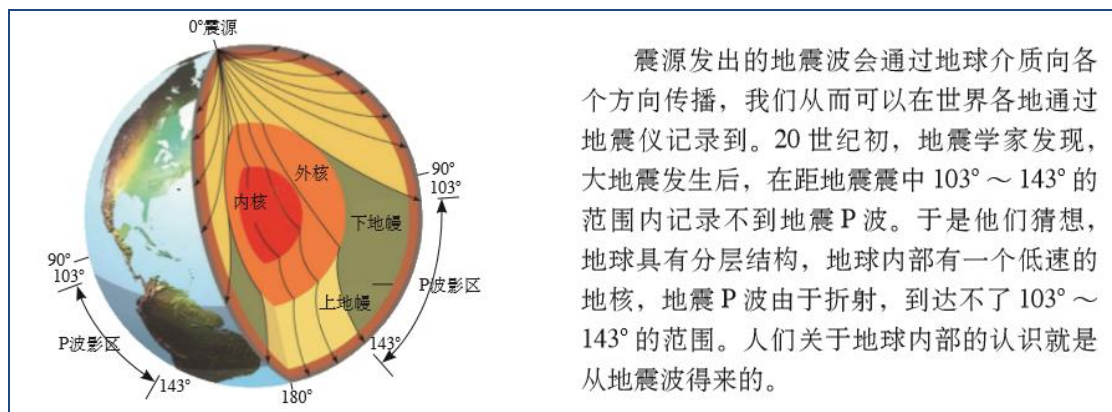 0°震源
外核
内核
90°
103°
下地幔
90°
103°
上地幔
P波影区
P波影区
143°
143°
180°
震源发出的地震波会通过地球介质向各
个方向传播，我们从而可以在世界各地通过
地震仪记录到。20 世纪初，地震学家发现，
大地震发生后，在距地震震中 103° ～ 143° 的
范围内记录不到地震 P 波。于是他们猜想，
地球具有分层结构，地球内部有一个低速的
地核，地震 P 波由于折射，到达不了 103° ～
143° 的范围。人们关于地球内部的认识就是
从地震波得来的。